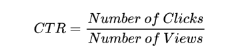 CTR = Number of Clicks / Number of Views